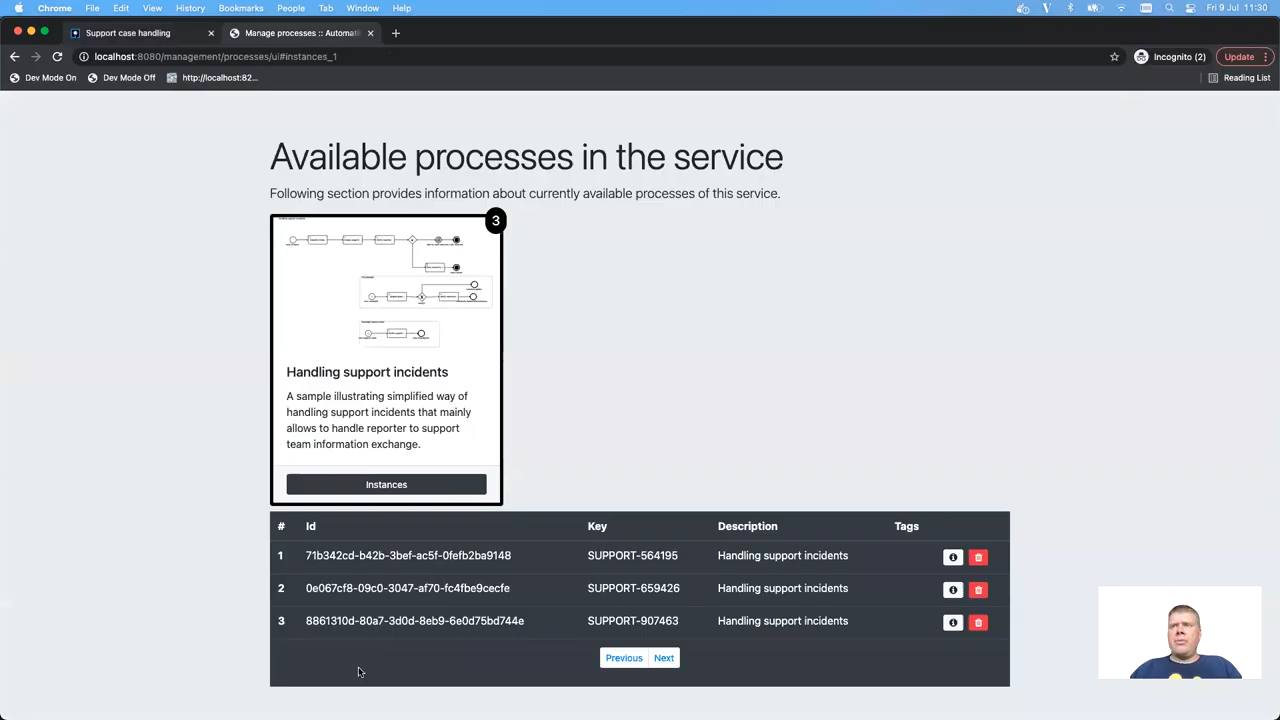 Chrome File Edit View History Bookmarks People Tab Window Help Fri 9 Jul 11:30
Support case handling Manage processes :: Automati
localhost:8080/management/processes/ui#instances_1 Incognito (2) Update
Dev Mode On Dev Mode Off http://localhost:82... Reading List
Available processes in the service
Following section provides information about currently available processes of this service.
3
Handling support incidents
A sample illustrating simplified way of
handling support incidents that mainly
allows to handle reporter to support
team information exchange.
Instances
# Id Key Description Tags
1 71b342cd-b42b-3bef-ac5f-0fefb2ba9148 SUPPORT-564195 Handling support incidents
2 0e067cf8-09c0-3047-af70-fc4fbe9cecfe SUPPORT-659426 Handling support incidents
3 8861310d-80a7-3d0d-8eb9-6e0d75bd744e SUPPORT-907463 Handling support incidents
Previous Next